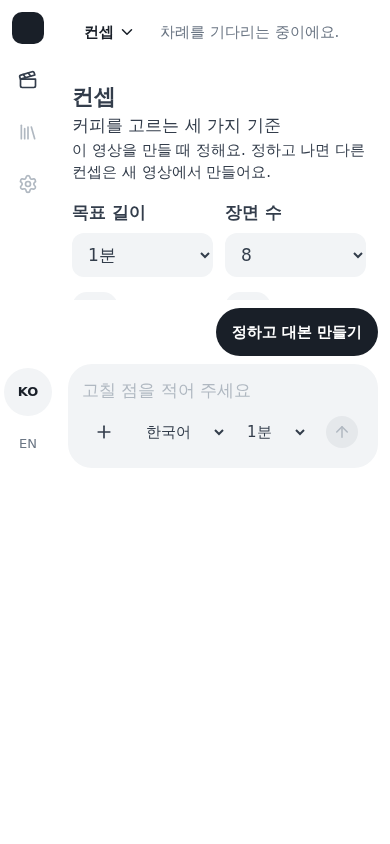 컨셉
차례를 기다리는 중이에요.
컨셉
커피를 고르는 세 가지 기준
이 영상을 만들 때 정해요. 정하고 나면 다른
컨셉은 새 영상에서 만들어요.
목표 길이
장면 수
1분
8
정하고 대본 만들기
KO
고칠 점을 적어 주세요
한국어
1분
EN